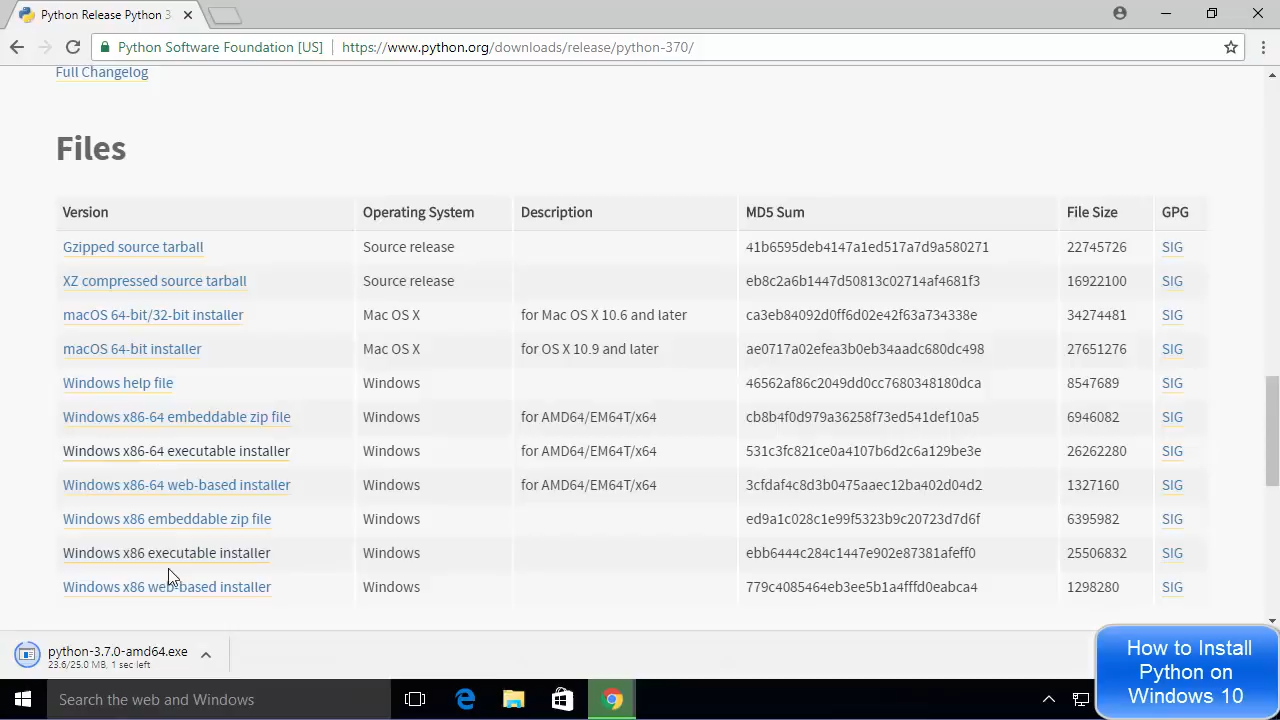 Python Release Python 3
Python Software Foundation [US] https://www.python.org/downloads/release/python-370/
Full Changelog
Files
Version Operating System Description MD5 Sum File Size GPG
Gzipped source tarball Source release 41b6595deb4147a1ed517a7d9a580271 22745726 SIG
XZ compressed source tarball Source release eb8c2a6b1447d50813c02714af4681f3 16922100 SIG
macOS 64-bit/32-bit installer Mac OS X for Mac OS X 10.6 and later ca3eb84092d0ff6d02e42f63a734338e 34274481 SIG
macOS 64-bit installer Mac OS X for OS X 10.9 and later ae0717a02efea3b0eb34aadc680dc498 27651276 SIG
Windows help file Windows 46562af86c2049dd0cc7680348180dca 8547689 SIG
Windows x86-64 embeddable zip file Windows for AMD64/EM64T/x64 cb8b4f0d979a36258f73ed541def10a5 6946082 SIG
Windows x86-64 executable installer Windows for AMD64/EM64T/x64 531c3fc821ce0a4107b6d2c6a129be3e 26262280 SIG
Windows x86-64 web-based installer Windows for AMD64/EM64T/x64 3cfdaf4c8d3b0475aaec12ba402d04d2 1327160 SIG
Windows x86 embeddable zip file Windows ed9a1c028c1e99f5323b9c20723d7d6f 6395982 SIG
Windows x86 executable installer Windows ebb6444c284c1447e902e87381afeff0 25506832 SIG
Windows x86 web-based installer Windows 779c4085464eb3ee5b1a4fffd0eabca4 1298280 SIG
python-3.7.0-amd64.exe
23.6/25.0 MB, 1 sec left
How to Install
Python on
Windows 10
Search the web and Windows